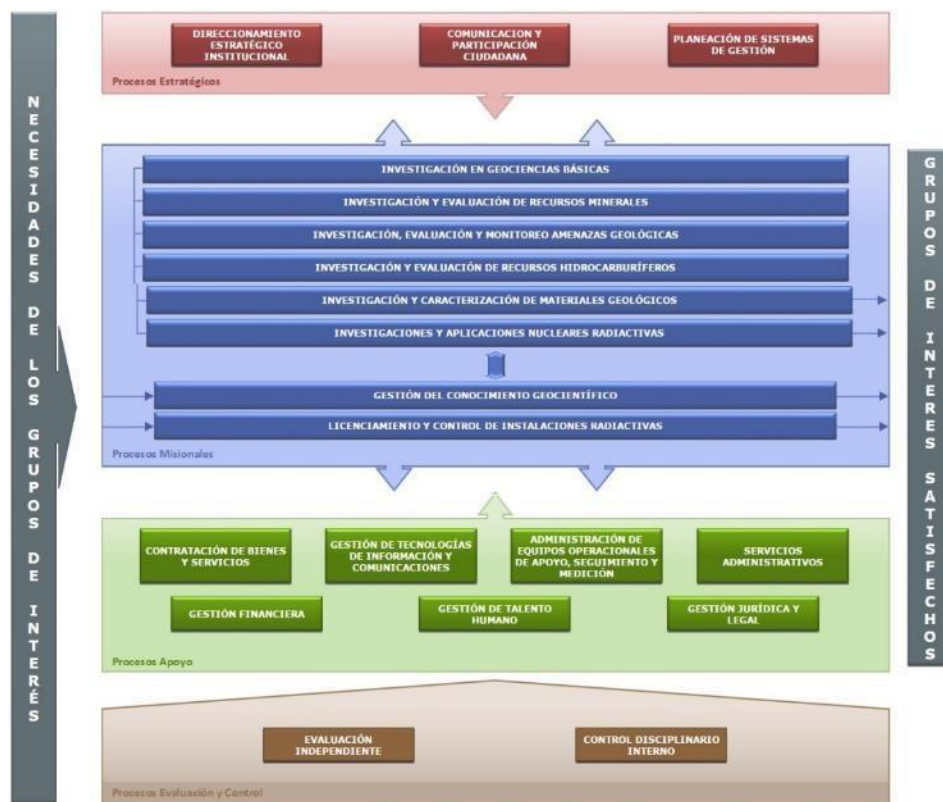 NECESIDADES DE LOS GRUPOS DE INTERÉS
DIRECCIONAMIENTO
ESTRATÉGICO
INSTITUCIONAL
COMUNICACION Y
PARTICIPACIÓN
CIUDADANA
PLANEACIÓN DE SISTEMAS
DE GESTIÓN
Procesos Estratégicos
INVESTIGACIÓN EN GEOCIENCIAS BÁSICAS
INVESTIGACIÓN Y EVALUACIÓN DE RECURSOS MINERALES
INVESTIGACIÓN, EVALUACIÓN Y MONITOREO AMENAZAS GEOLÓGICAS
INVESTIGACIÓN Y EVALUACIÓN DE RECURSOS HIDROCARBURÍFEROS
INVESTIGACIÓN Y CARACTERIZACIÓN DE MATERIALES GEOLÓGICOS
INVESTIGACIONES Y APLICACIONES NUCLEARES RADIACTIVAS
GESTIÓN DEL CONOCIMIENTO GEOCIENTÍFICO
LICENCIAMIENTO Y CONTROL DE INSTALACIONES RADIACTIVAS
Procesos Misionales
CONTRATACIÓN DE BIENES
Y SERVICIOS
GESTIÓN DE TECNOLOGÍAS
DE INFORMACIÓN Y
COMUNICACIONES
ADMINISTRACIÓN DE
EQUIPOS OPERACIONALES
DE APOYO, SEGUIMIENTO Y
MEDICIÓN
SERVICIOS
ADMINISTRATIVOS
GESTIÓN FINANCIERA
GESTIÓN DE TALENTO
HUMANO
GESTIÓN JURÍDICA Y
LEGAL
Procesos Apoyo
EVALUACIÓN
INDEPENDIENTE
CONTROL DISCIPLINARIO
INTERNO
Procesos Evaluación y Control
GRUPOS DE INTERES SATISFECHOS